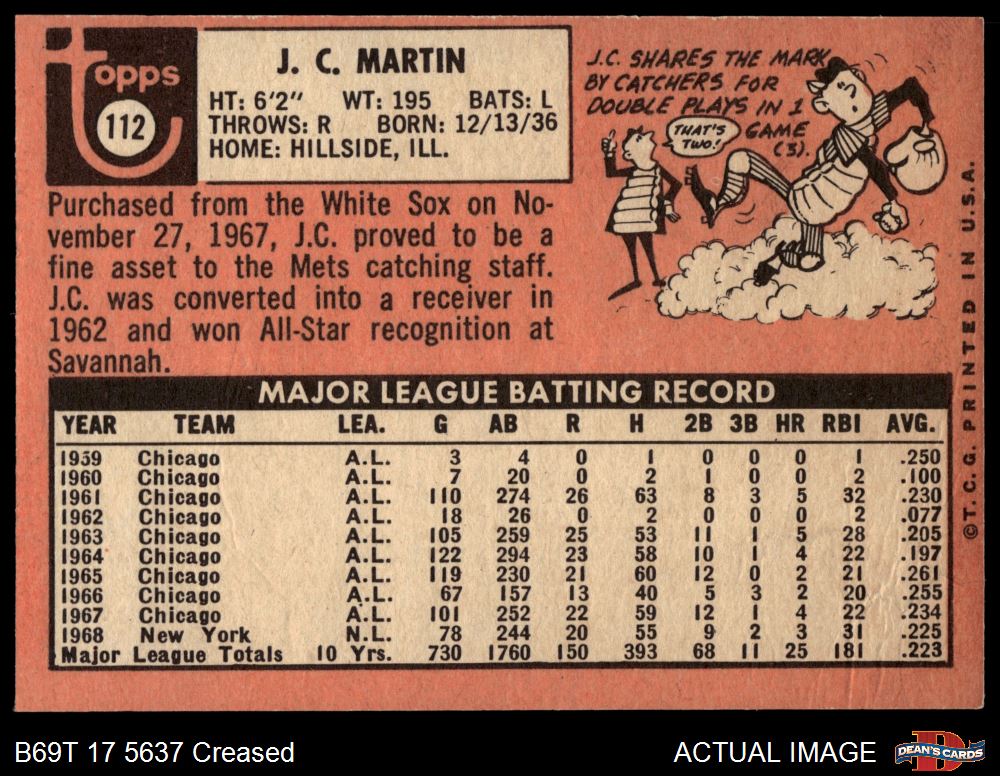 Topps
112
J. C. MARTIN
HT: 6'2" WT: 195 BATS: L
THROWS: R BORN: 12/13/36
HOME: HILLSIDE, ILL.
J.C. SHARES THE MARK
BY CATCHERS FOR
DOUBLE PLAYS IN 1
GAME
(3).
THAT'S
TWO!
Purchased from the White Sox on No-
vember 27, 1967, J.C. proved to be a
fine asset to the Mets catching staff.
J.C. was converted into a receiver in
1962 and won All-Star recognition at
Savannah.
MAJOR LEAGUE BATTING RECORD
YEAR TEAM LEA. G AB R H 2B 3B HR RBI AVG.
1959 Chicago A.L. 3 4 0 1 0 0 0 1 .250
1960 Chicago A.L. 7 20 0 2 1 0 0 2 .100
1961 Chicago A.L. 110 274 26 63 8 3 5 32 .230
1962 Chicago A.L. 18 26 0 2 0 0 0 2 .077
1963 Chicago A.L. 105 259 25 53 11 1 5 28 .205
1964 Chicago A.L. 122 294 23 58 10 1 4 22 .197
1965 Chicago A.L. 119 230 21 60 12 0 2 21 .261
1966 Chicago A.L. 67 157 13 40 5 3 2 20 .255
1967 Chicago A.L. 101 252 22 59 12 1 4 22 .234
1968 New York N.L. 78 244 20 55 9 2 3 31 .225
Major League Totals 10 Yrs. 730 1760 150 393 68 11 25 181 .223
©T. C. G. PRINTED IN U.S.A.
B69T 17 5637 Creased
ACTUAL IMAGE
D
DEAN'S CARDS